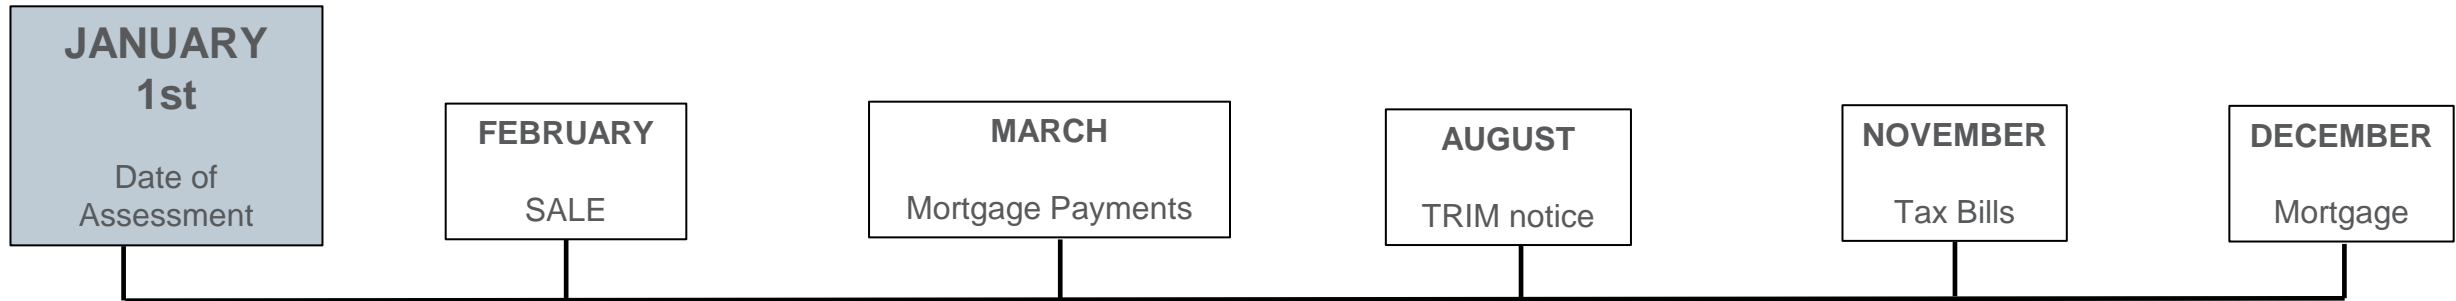 JANUARY
1st
Date of
Assessment
FEBRUARY
SALE
MARCH
Mortgage Payments
AUGUST
TRIM notice
NOVEMBER
Tax Bills
DECEMBER
Mortgage